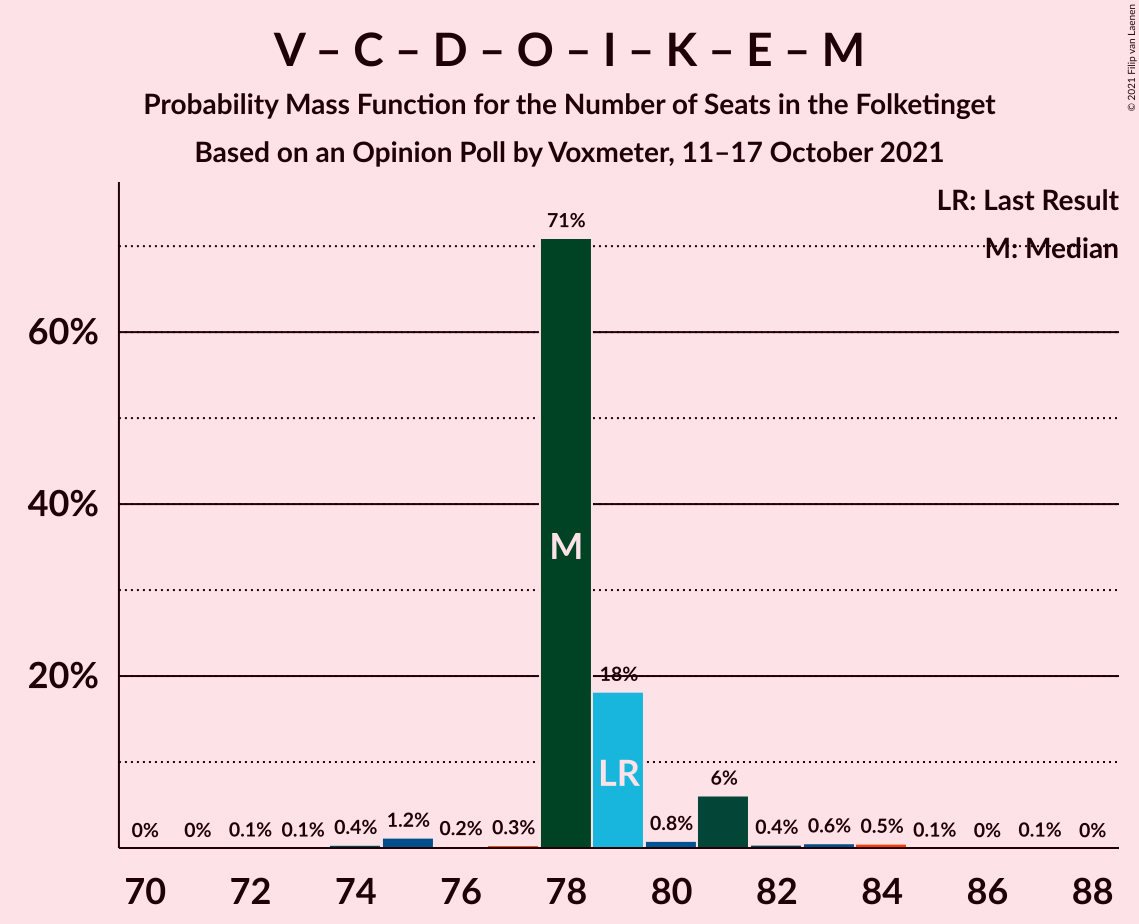 V – C – D – O – I – K – E – M
Probability Mass Function for the Number of Seats in the Folketinget
Based on an Opinion Poll by Voxmeter, 11–17 October 2021
© 2021 Filip van Laenen
LR: Last Result
M: Median
71%
60%
40%
M
20%
18%
LR
6%
0% 0% 0.1% 0.1% 0.4% 1.2% 0.2% 0.3% 0.8% 0.4% 0.6% 0.5% 0.1% 0% 0.1% 0%
70 72 74 76 78 80 82 84 86 88